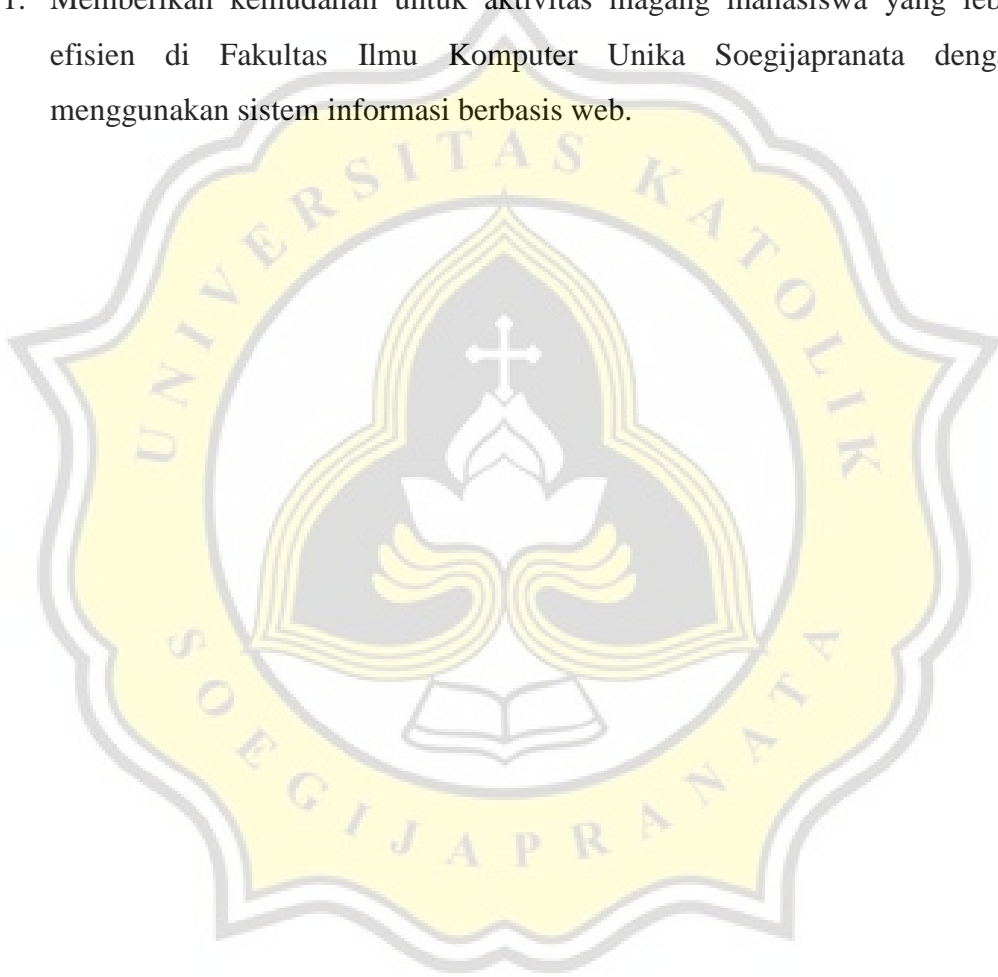 1. Memberikan kemudahan untuk aktivitas magang mahasiswa yang
efisien di Fakultas Ilmu Komputer Unika Soegijapranata
menggunakan sistem informasi berbasis web.
UNIVERSITAS KATOLIK
SOEGIJAPRANATA